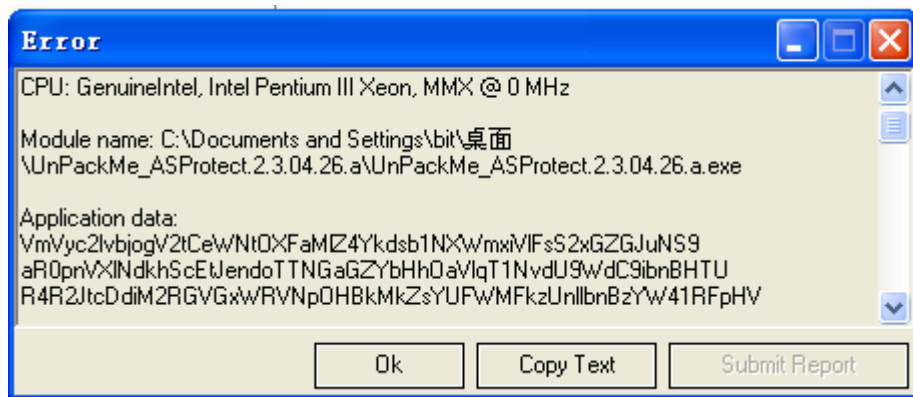 Error
CPU: GenuineIntel, Intel Pentium III Xeon, MMX @ 0 MHz
Module name: C:\Documents and Settings\bit\桌面
\UnPackMe_ASProtect.2.3.04.26.a\UnPackMe_ASProtect.2.3.04.26.a.exe
Application data:
VmVyc2lvbjogV2tCeWNtOXFaMlZ4Ykdsb1NXWmxiVlFsS2xGZGJuNS9
aR0pnVXlNdkhScEtJendoTTNGaGZYbHhOaVlqT1NvdU9WdC9ibnBHTU
R4R2JtcDdiM2RGVGxWRVNpOHBkMkZsYUFWMFkzUnllbnBzYW41RFpHV
Ok
Copy Text
Submit Report